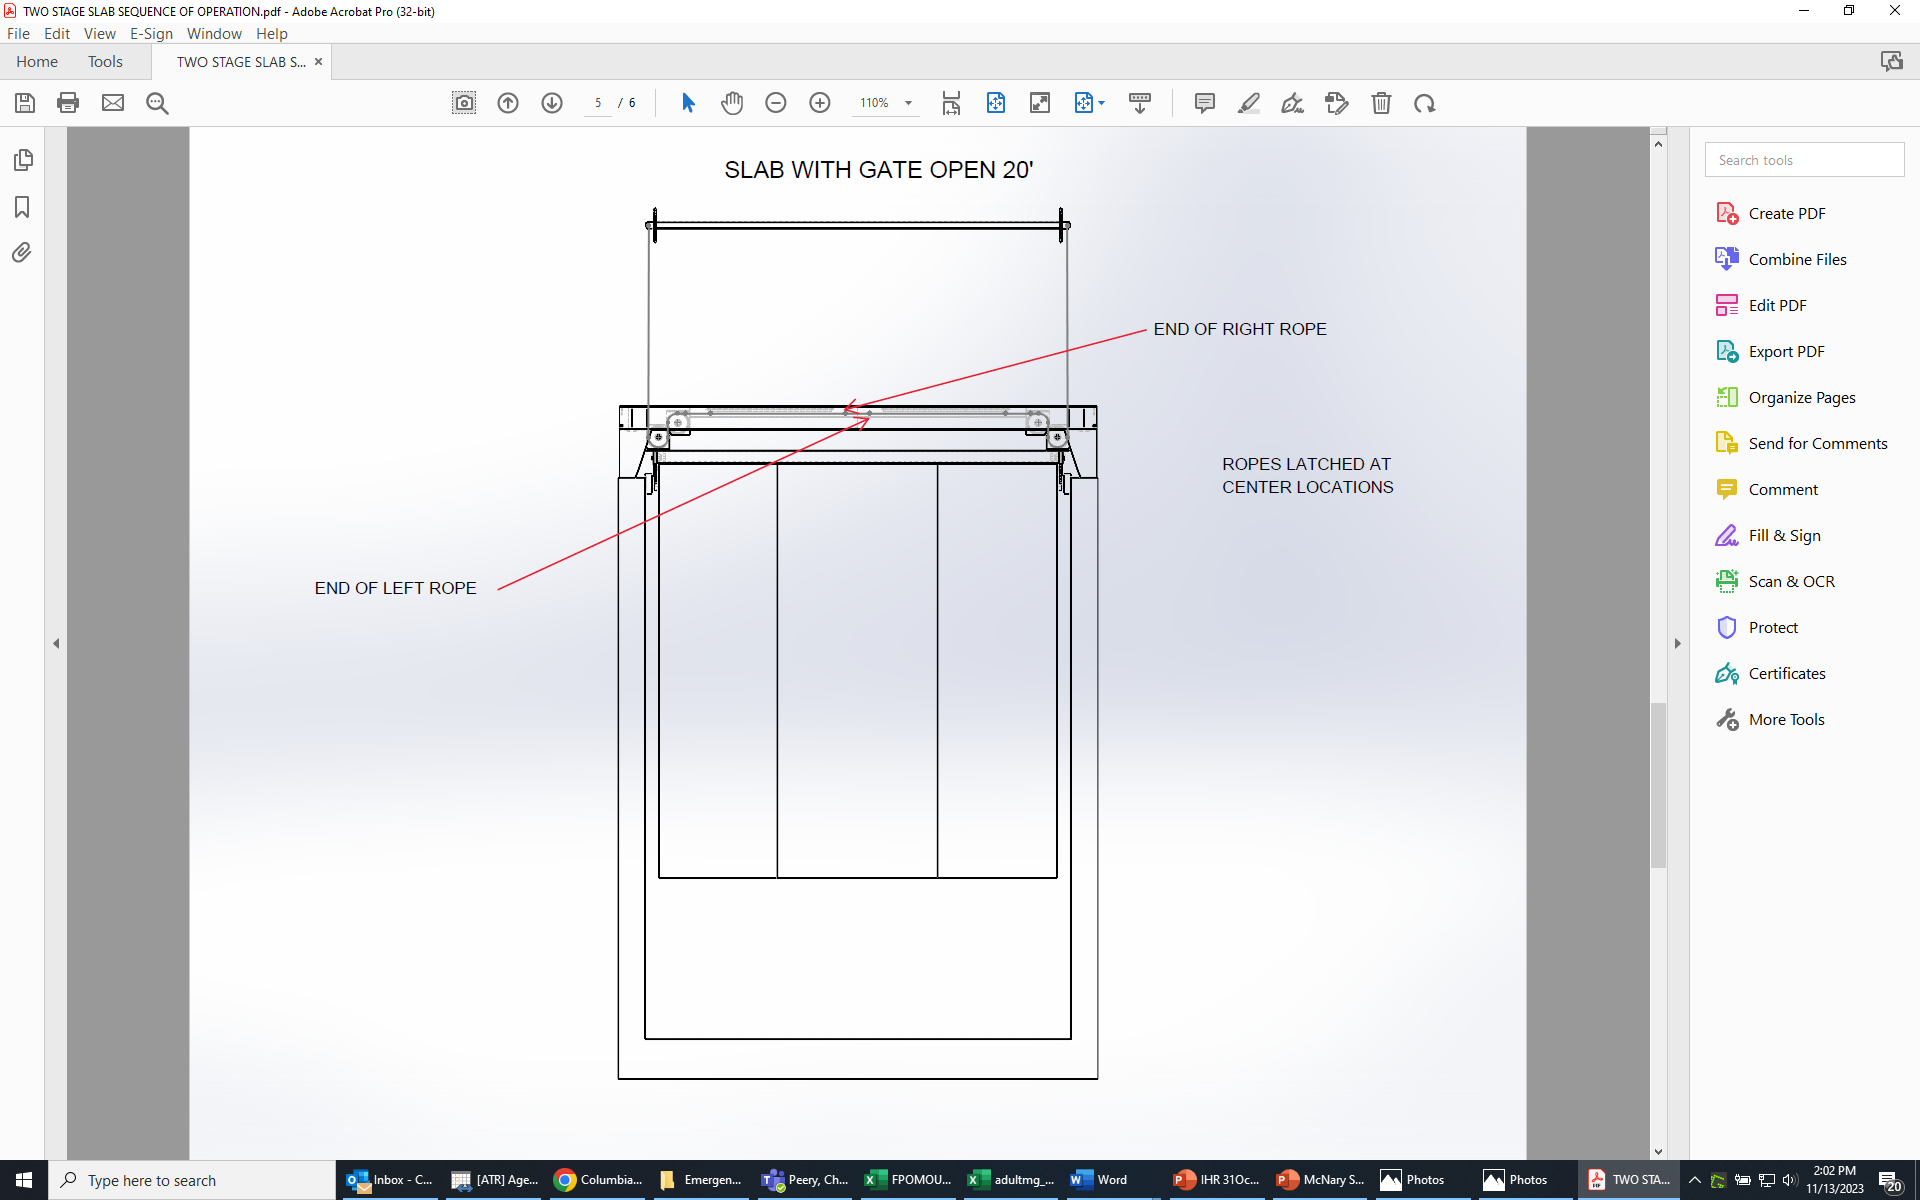 TWO STAGE SLAB SEQUENCE OF OPERATION.pdf - Adobe Acrobat Pro (32-bit)
File Edit View E-Sign Window Help
Home Tools TWO STAGE SLAB S...
5 / 6 110%
SLAB WITH GATE OPEN 20'
END OF RIGHT ROPE
ROPES LATCHED AT
CENTER LOCATIONS
END OF LEFT ROPE
Search tools
Create PDF
Combine Files
Edit PDF
Export PDF
Organize Pages
Send for Comments
Comment
Fill & Sign
Scan & OCR
Protect
Certificates
More Tools
Type here to search
Inbox - C... [ATR] Age... Columbia... Emergen... Peery, Ch... FPOMOU... adultmg_... Word IHR 31Oc... McNary S... Photos Photos TWO STA...
2:02 PM
11/13/2023
20